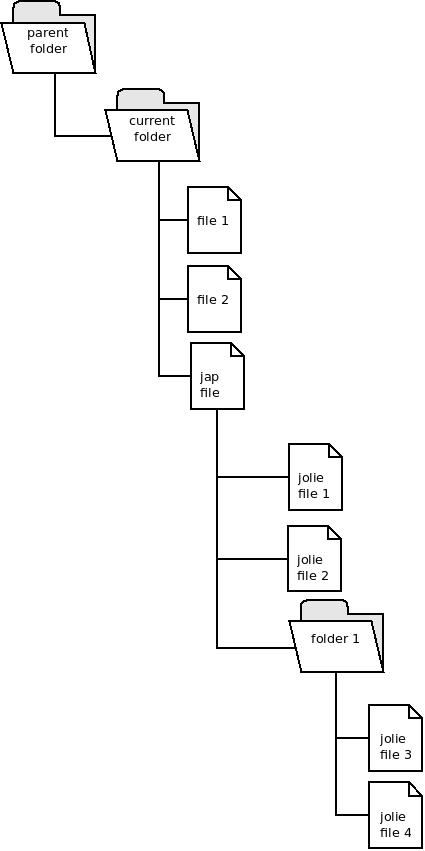 parent
folder
current
folder
file 1
file 2
jap
file
jolie
file 1
jolie
file 2
folder 1
jolie
file 3
jolie
file 4